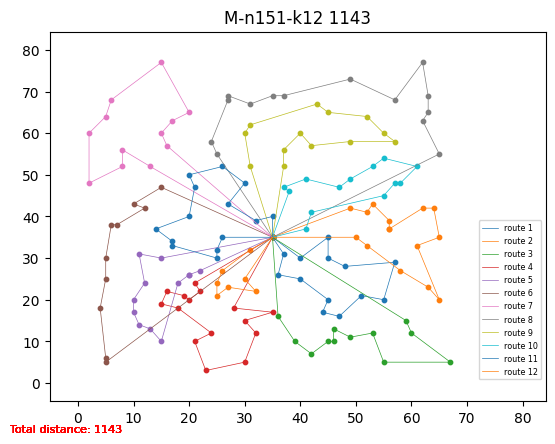 M-n151-k12 1143
80
70
60
50
40
30
20
10
0
0 10 20 30 40 50 60 70 80
route 1
route 2
route 3
route 4
route 5
route 6
route 7
route 8
route 9
route 10
route 11
route 12
Total distance: 1143